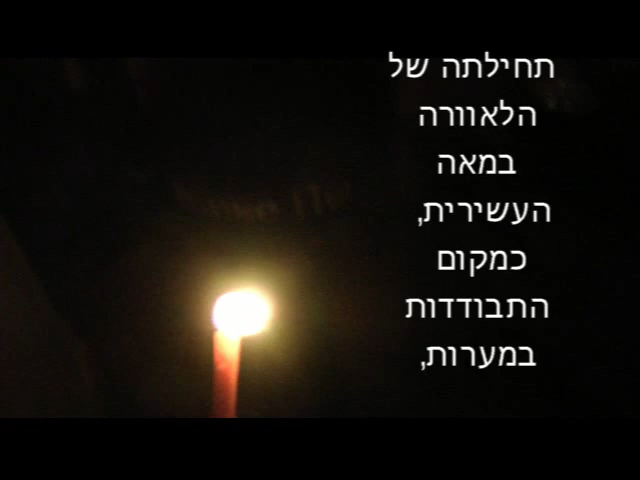 תחילתה של
הלאוורה
במאה
העשירית,
כמקום
התבודדות
במערות,